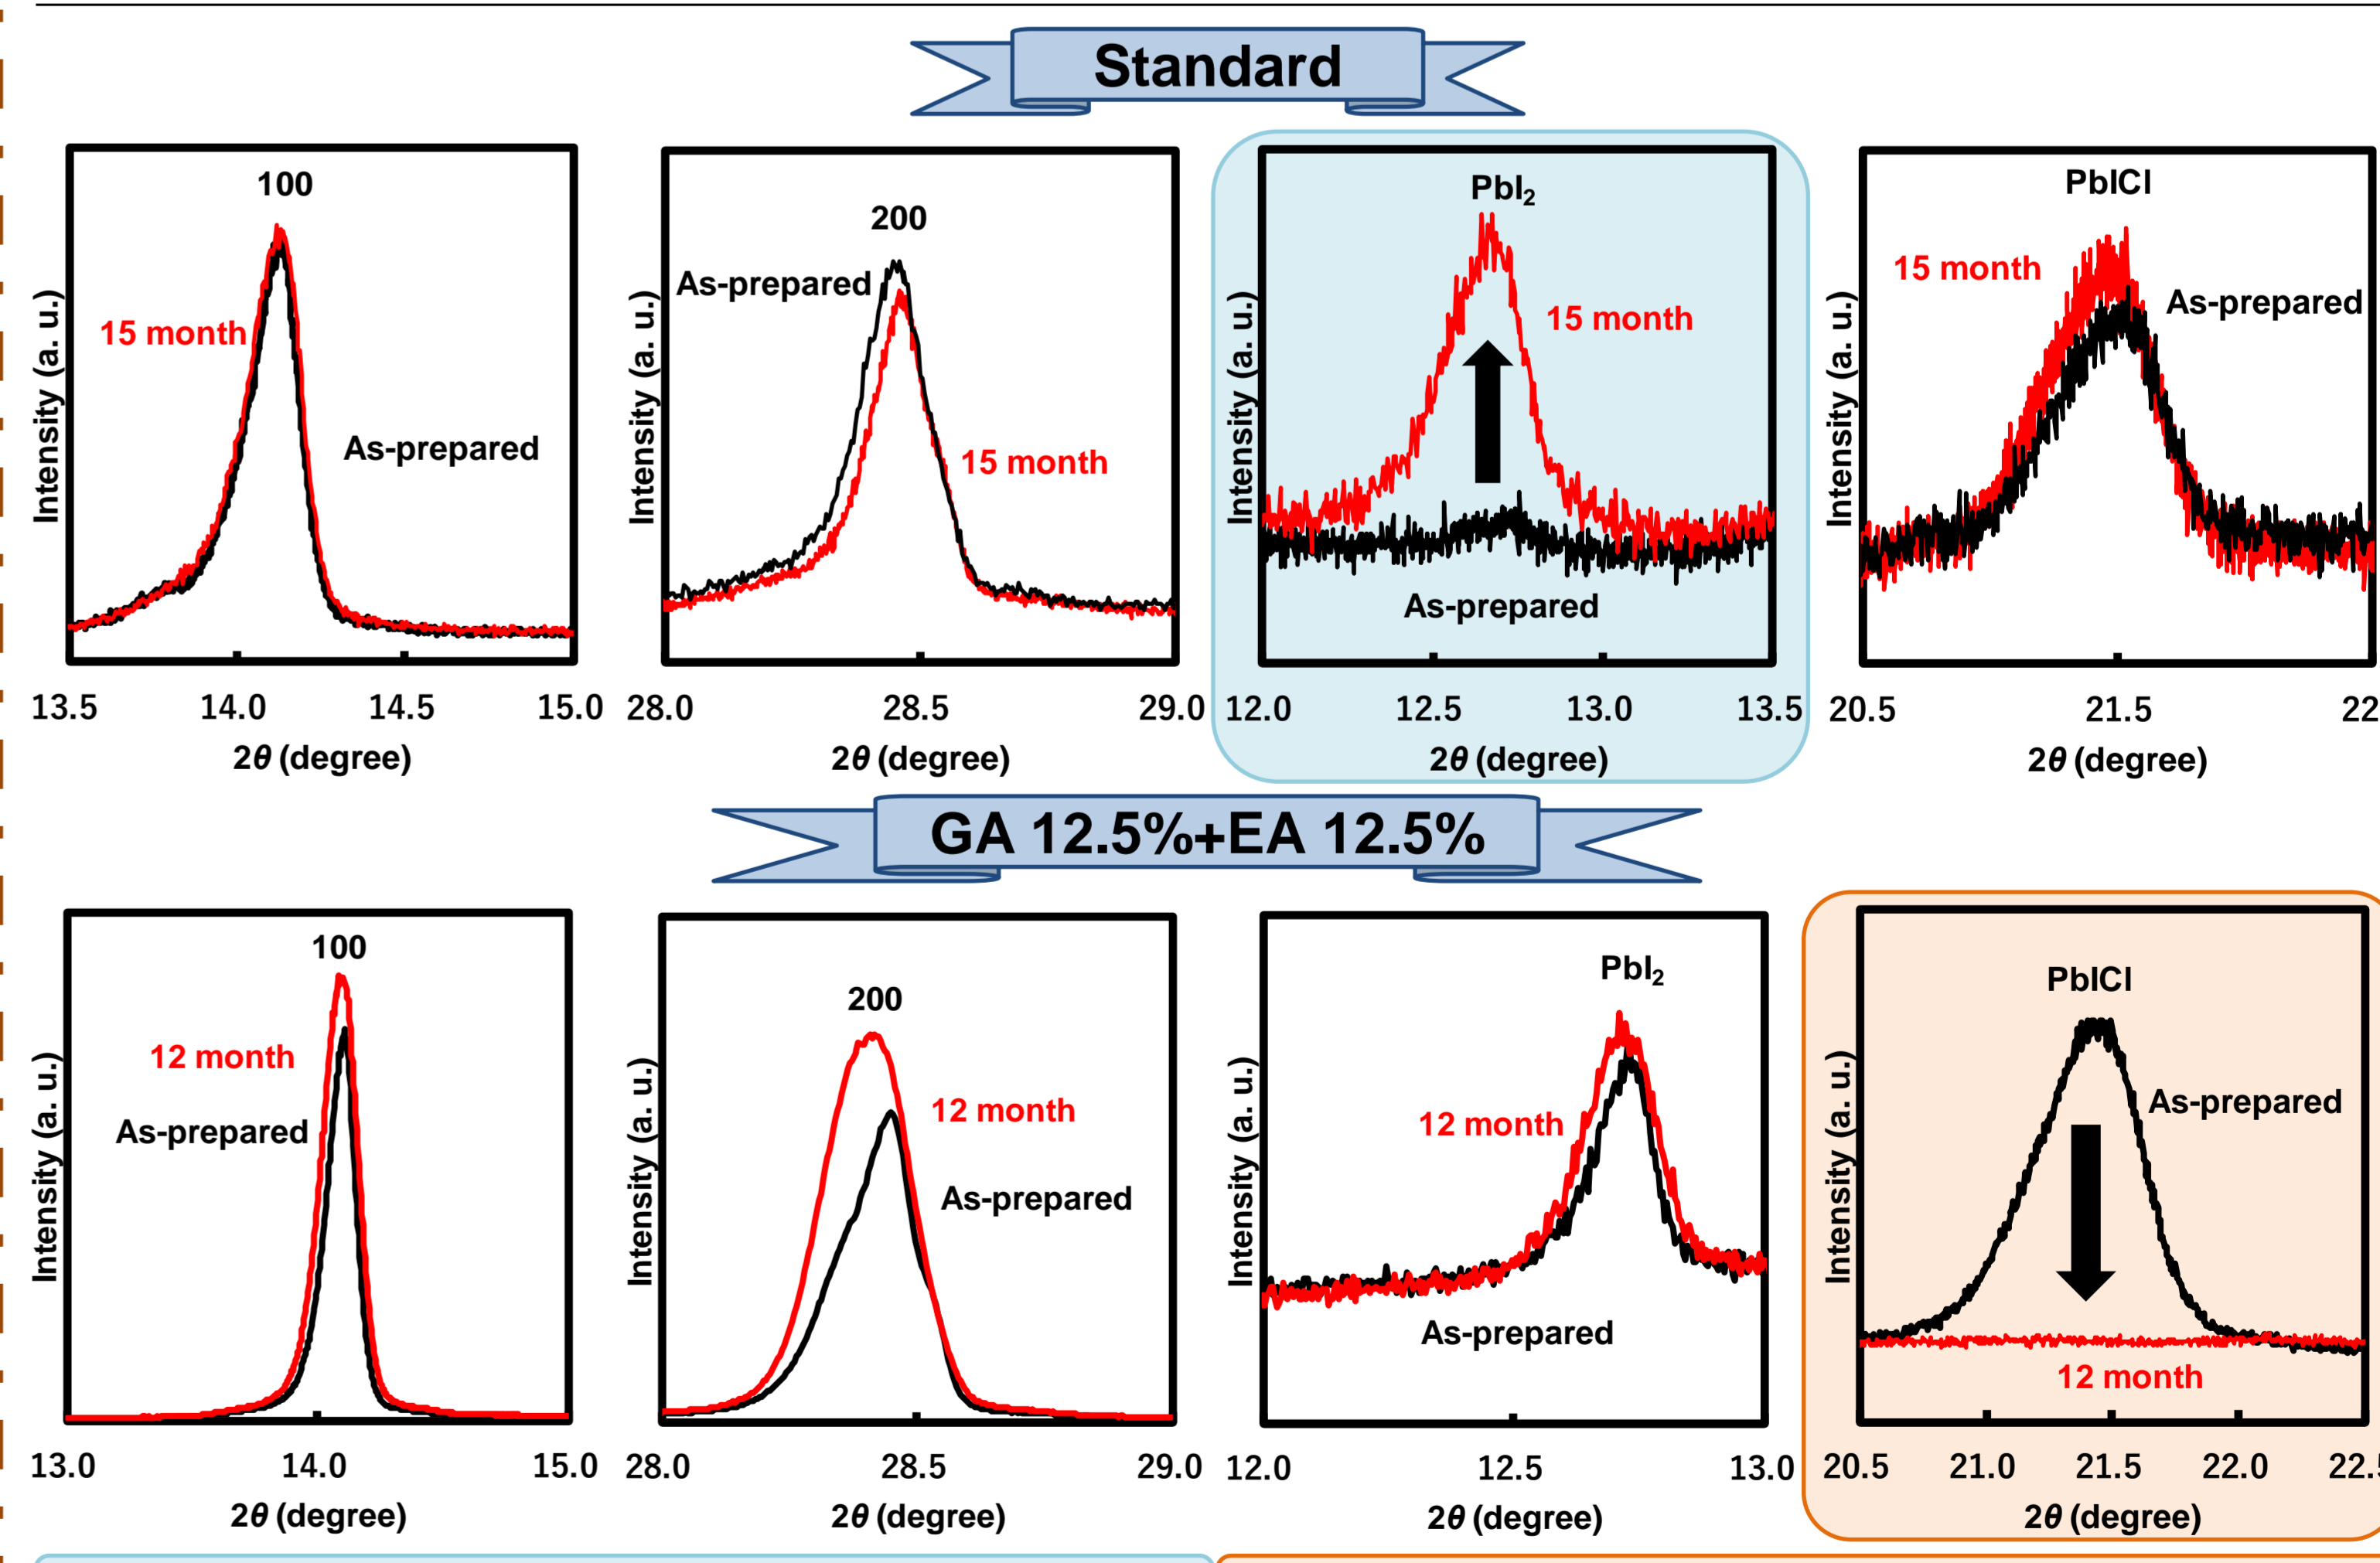 Standard
100
15 month
As-prepared
Intensity (a. u.)
13.5 14.0 14.5 15.0
2θ (degree)
200
As-prepared
15 month
Intensity (a. u.)
28.0 28.5 29.0
2θ (degree)
PbI₂
15 month
As-prepared
Intensity (a. u.)
12.0 12.5 13.0 13.5
2θ (degree)
PbICl
15 month
As-prepared
Intensity (a. u.)
20.5 21.5 22
2θ (degree)
GA 12.5%+EA 12.5%
100
12 month
As-prepared
Intensity (a. u.)
13.0 14.0 15.0
2θ (degree)
200
12 month
As-prepared
Intensity (a. u.)
28.0 28.5 29.0
2θ (degree)
PbI₂
12 month
As-prepared
Intensity (a. u.)
12.0 12.5 13.0
2θ (degree)
PbICl
As-prepared
12 month
Intensity (a. u.)
20.5 21.0 21.5 22.0 22.5
2θ (degree)